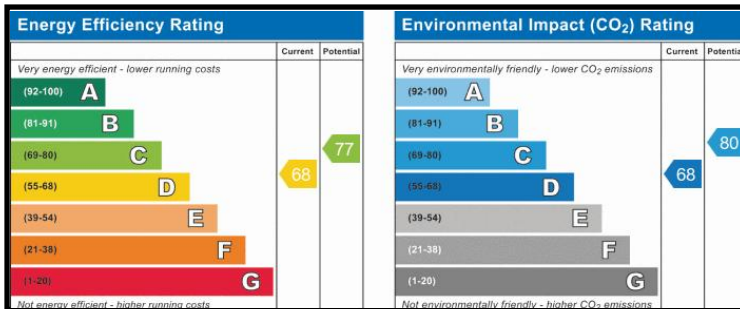 Energy Efficiency Rating
Current Potential
Very energy efficient - lower running costs
(92-100) A
(81-91) B
(69-80) C
77
(55-68) D
68
(39-54) E
(21-38) F
(1-20) G
Not energy efficient - higher running costs
Environmental Impact (CO₂) Rating
Current Potential
Very environmentally friendly - lower CO₂ emissions
(92-100) A
(81-91) B
(69-80) C
80
(55-68) D
68
(39-54) E
(21-38) F
(1-20) G
Not environmentally friendly - higher CO₂ emissions